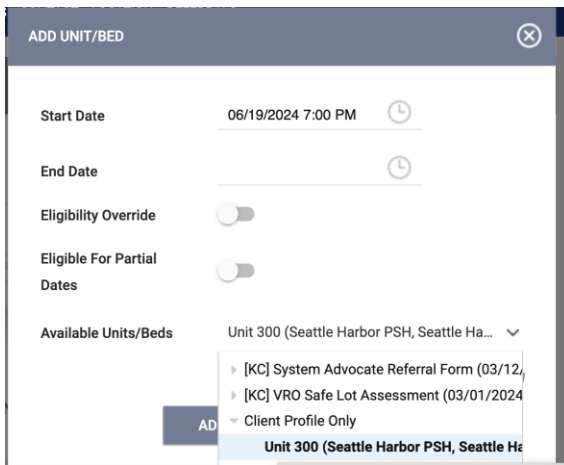 ADD UNIT/BED
Start Date
06/19/2024 7:00 PM
End Date
Eligibility Override
Eligible For Partial
Dates
Available Units/Beds
Unit 300 (Seattle Harbor PSH, Seattle Ha...
[KC] System Advocate Referral Form (03/12/
[KC] VRO Safe Lot Assessment (03/01/2024
Client Profile Only
AD
Unit 300 (Seattle Harbor PSH, Seattle Ha